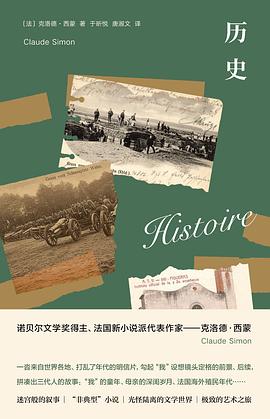 [法] 克洛德·西蒙 著 于昕悦 唐淑文 译
Claude Simon
历史
Histoire
诺贝尔文学奖得主、法国新小说派代表作家——克洛德·西蒙
Claude Simon
一沓来自世界各地、打乱了年代的明信片，勾起“我”设想镜头定格的前景、后续，
拼凑出三代人的故事：“我”的童年、母亲的深闺岁月、法国海外殖民年代……
迷宫般的叙事｜“非典型”小说｜光怪陆离的文学世界｜极致的艺术之旅